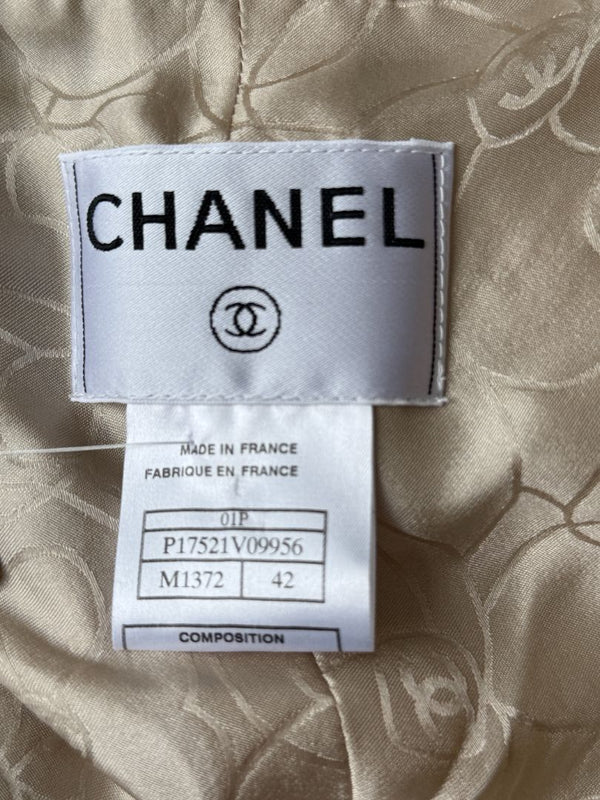 CHANEL
MADE IN FRANCE
FABRIQUE EN FRANCE
01P
P17521V09956
M1372 42
COMPOSITION